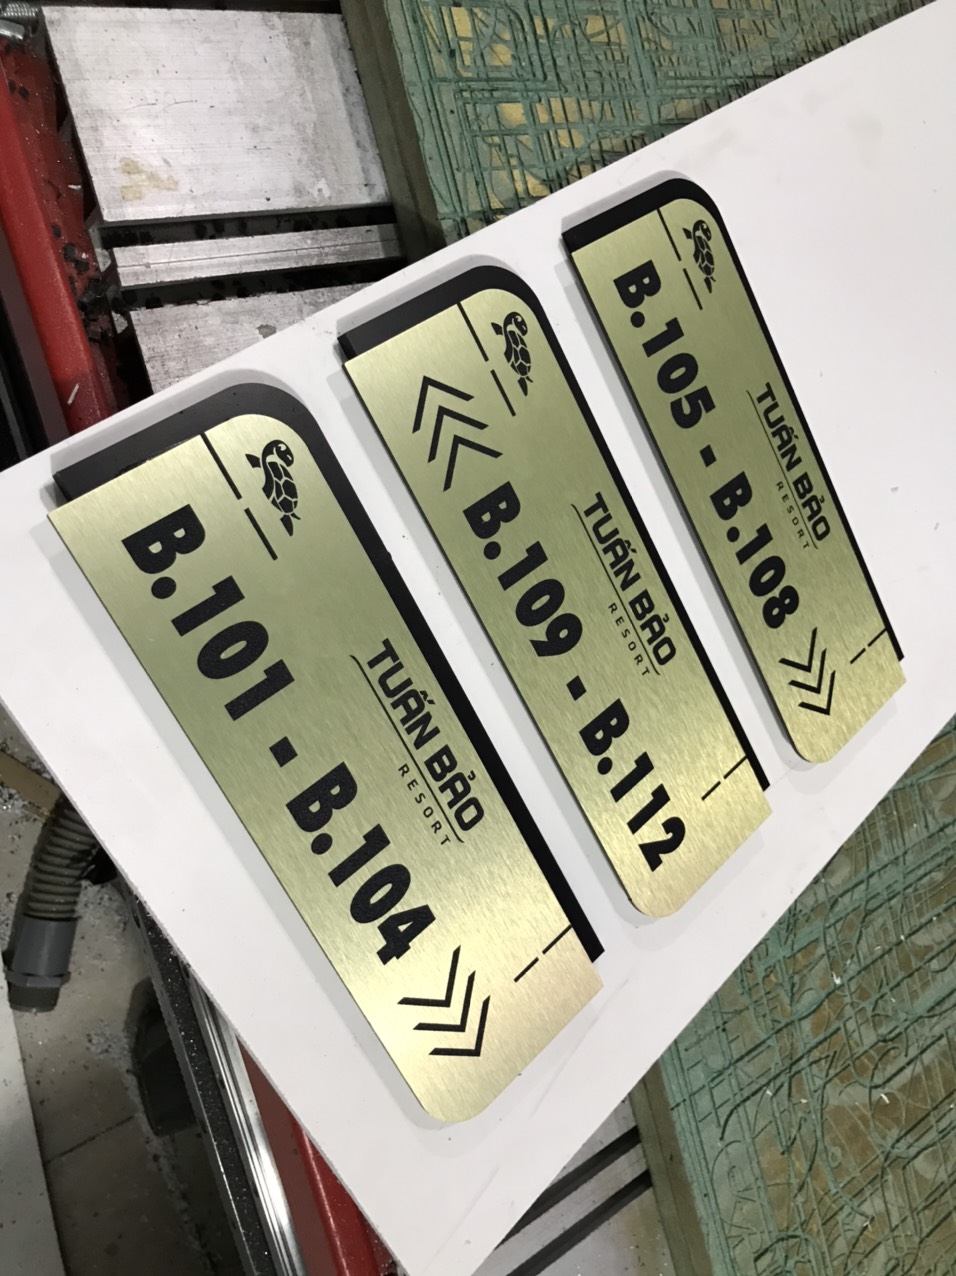 TUẤN BẢO
RESORT
B.101 - B.104
TUẤN BẢO
RESORT
B.109 - B.112
TUẤN BẢO
RESORT
B.105 - B.108